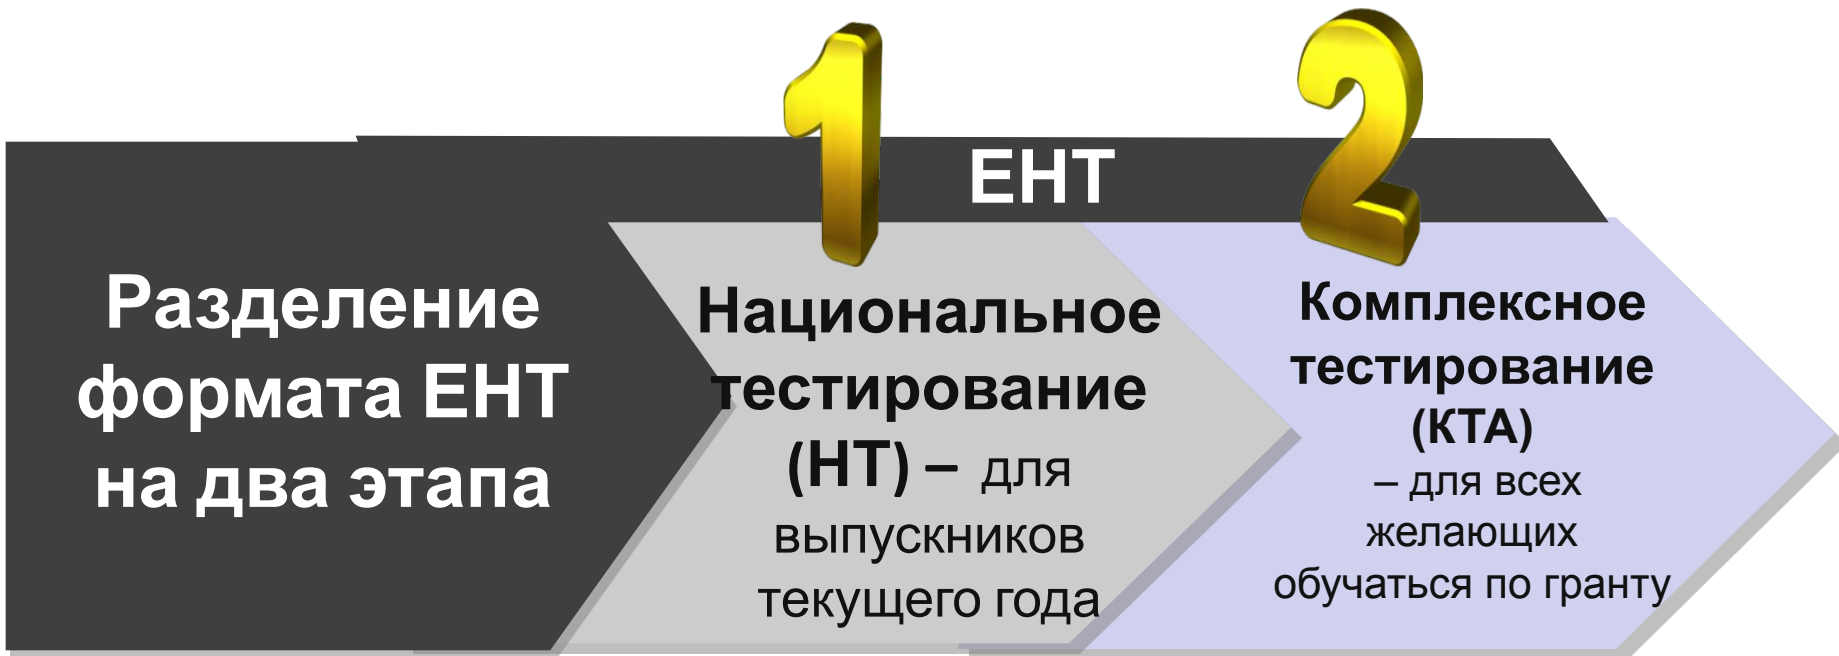 1
2
ЕНТ
Разделение
формата ЕНТ
на два этапа
Национальное
тестирование
(НТ) – для
выпускников
текущего года
Комплексное
тестирование
(КТА)
– для всех
желающих
обучаться по гранту